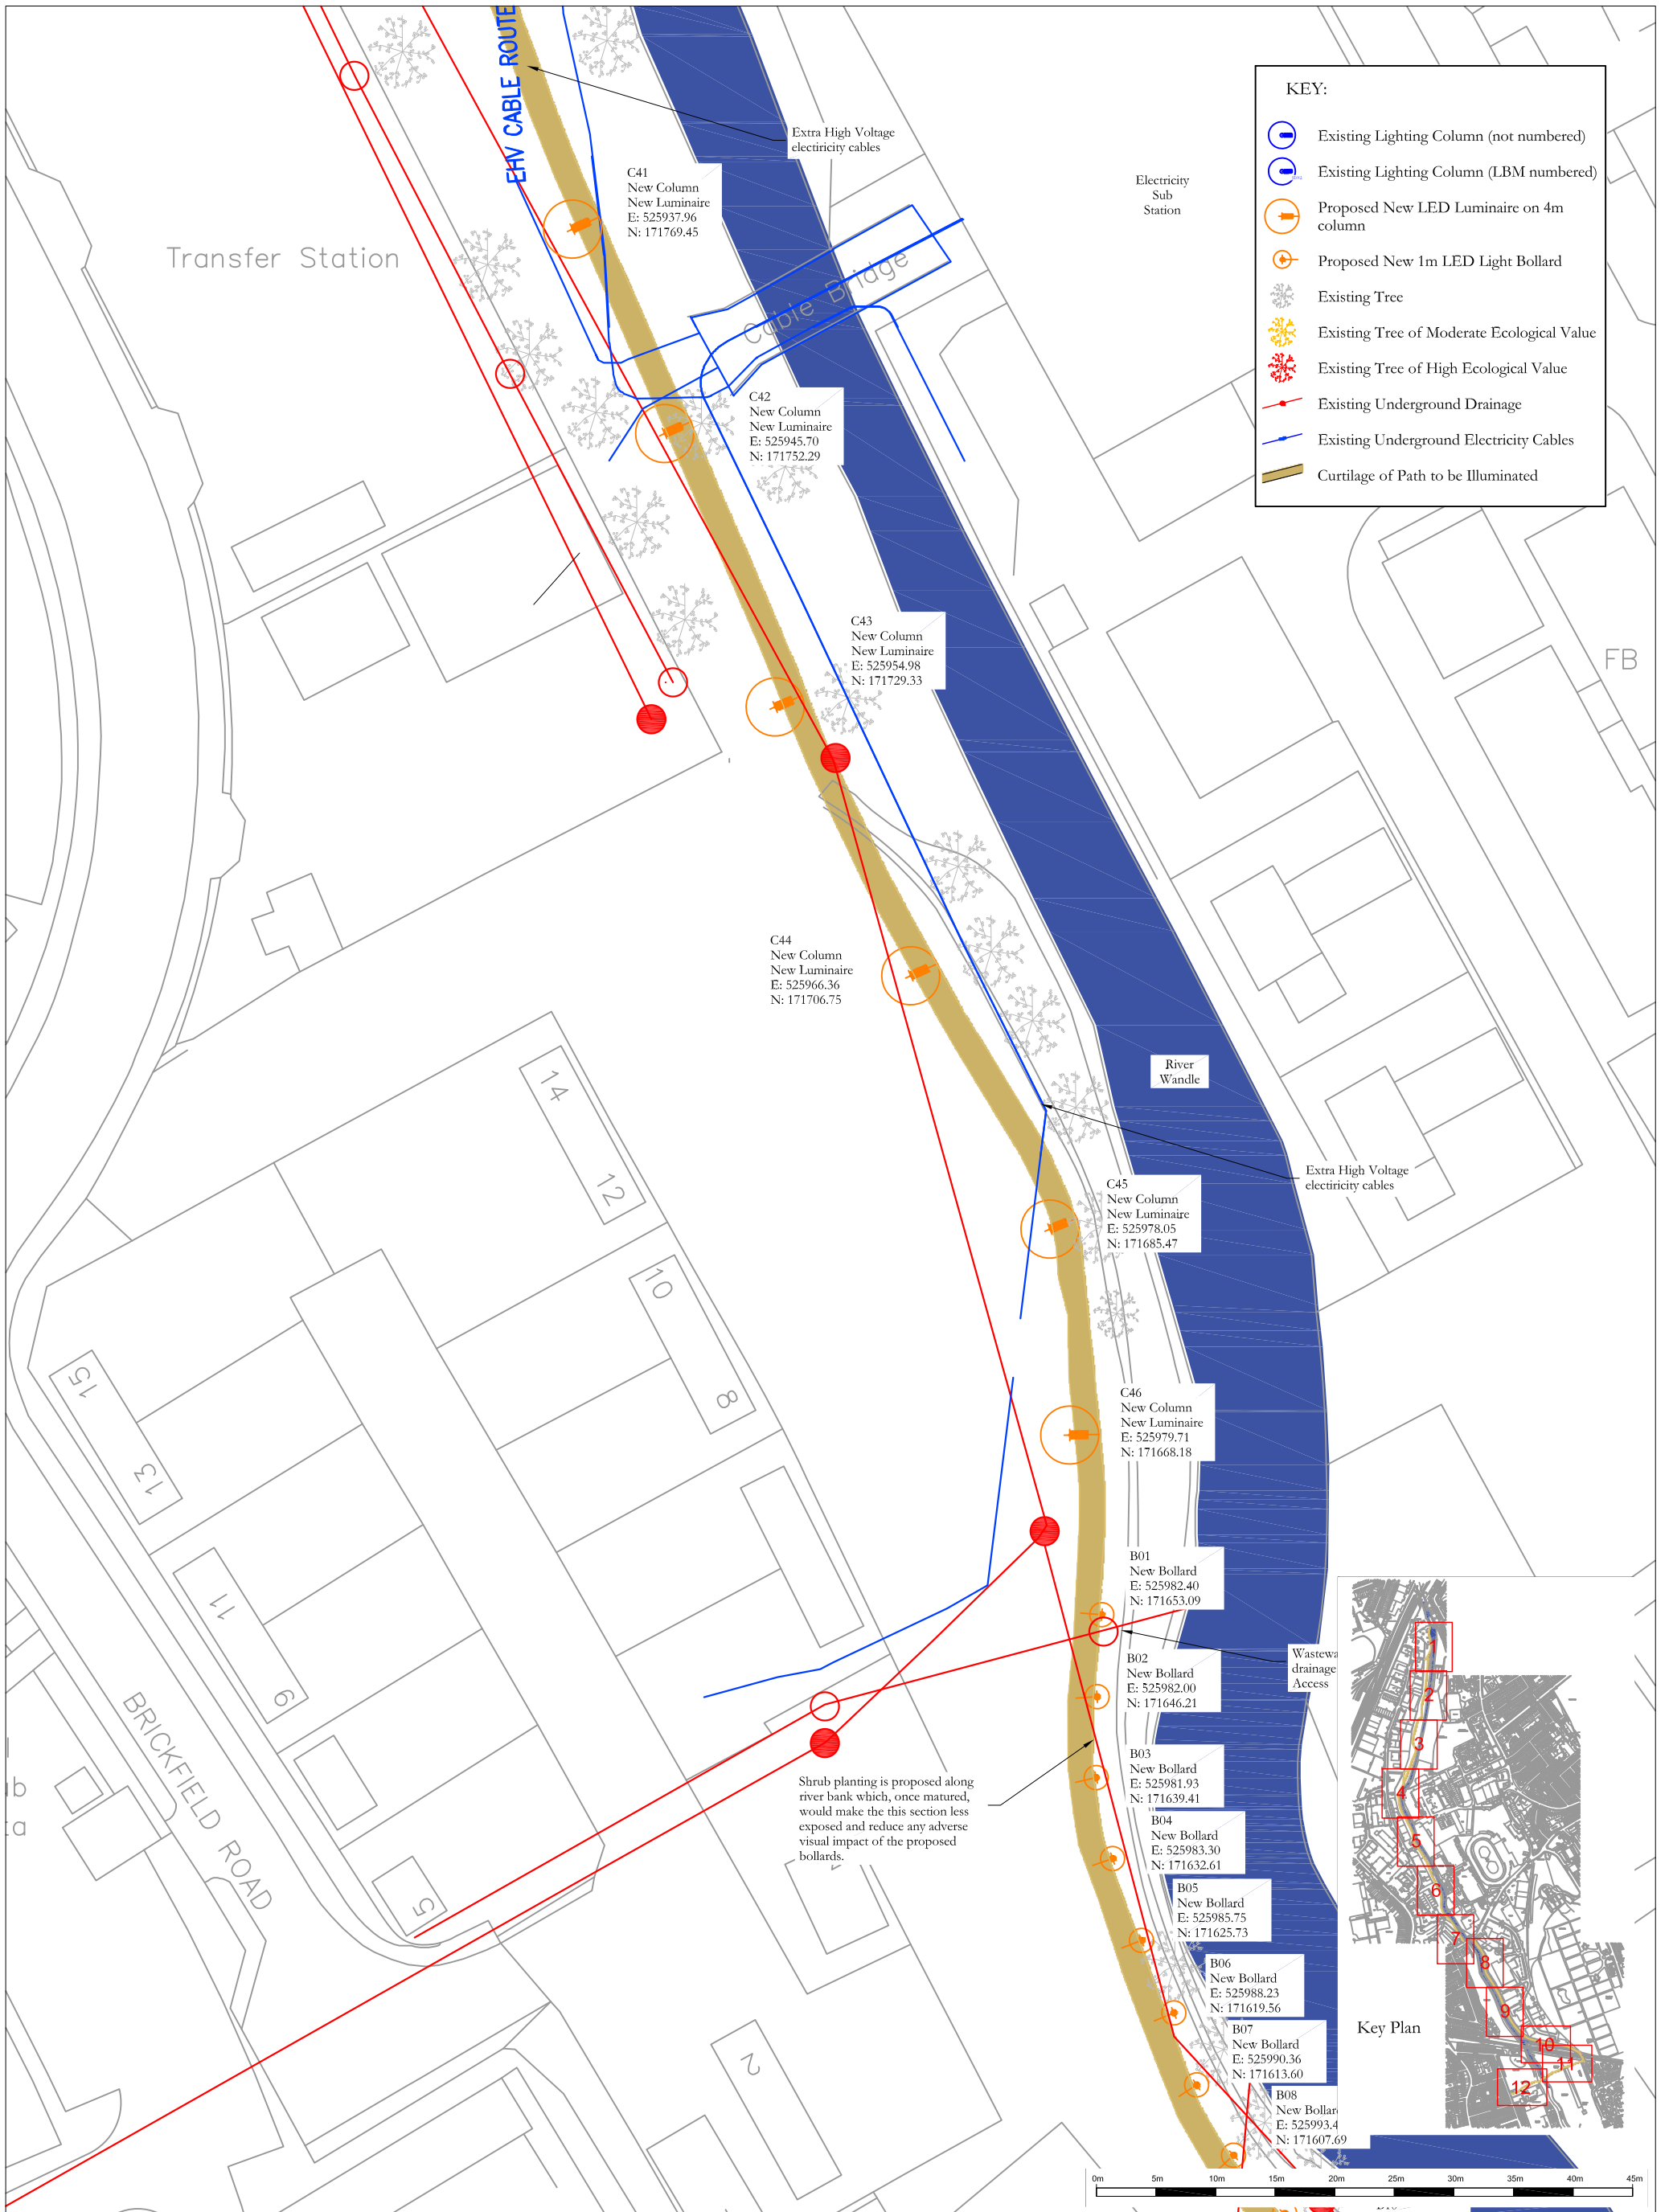 EHV CABLE ROUTE
Extra High Voltage
electiricity cables
C41
New Column
New Luminaire
E: 525937.96
N: 171769.45
Transfer Station
Electricity
Sub
Station
Cable Bridge
KEY:
Existing Lighting Column (not numbered)
Existing Lighting Column (LBM numbered)
Proposed New LED Luminaire on 4m
column
Proposed New 1m LED Light Bollard
Existing Tree
Existing Tree of Moderate Ecological Value
Existing Tree of High Ecological Value
Existing Underground Drainage
Existing Underground Electricity Cables
Curtilage of Path to be Illuminated
C42
New Column
New Luminaire
E: 525945.70
N: 171752.29
C43
New Column
New Luminaire
E: 525954.98
N: 171729.33
FB
C44
New Column
New Luminaire
E: 525966.36
N: 171706.75
River
Wandle
14
12
Extra High Voltage
electiricity cables
C45
New Column
New Luminaire
E: 525978.05
N: 171685.47
10
8
15
13
C46
New Column
New Luminaire
E: 525979.71
N: 171668.18
B01
New Bollard
E: 525982.40
N: 171653.09
11
9
Wastewa
drainage
Access
B02
New Bollard
E: 525982.00
N: 171646.21
BRICKFIELD ROAD
B03
New Bollard
E: 525981.93
N: 171639.41
Shrub planting is proposed along
river bank which, once matured,
would make the this section less
exposed and reduce any adverse
visual impact of the proposed
bollards.
ub
ta
B04
New Bollard
E: 525983.30
N: 171632.61
5
B05
New Bollard
E: 525985.75
N: 171625.73
B06
New Bollard
E: 525988.23
N: 171619.56
2
B07
New Bollard
E: 525990.36
N: 171613.60
B08
New Bollar
E: 525993.4
N: 171607.69
1
2
3
4
5
6
7
8
9
10
11
12
Key Plan
0m 5m 10m 15m 20m 25m 30m 35m 40m 45m